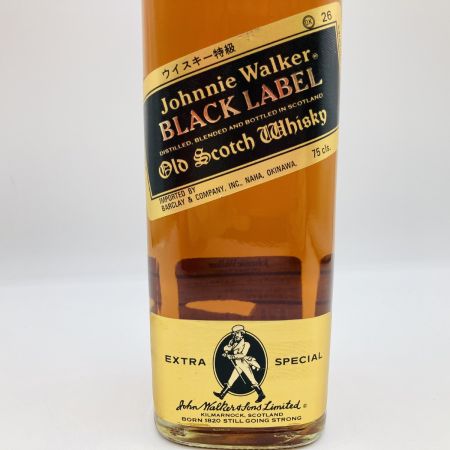 26
ウイスキー特級
Johnnie Walker®
BLACK LABEL
DISTILLED, BLENDED AND BOTTLED IN SCOTLAND
Old Scotch Whisky
75 cls.
IMPORTED BY
BARCLAY & COMPANY, INC., NAHA, OKINAWA.
EXTRA SPECIAL
John Walker & Sons Limited
KILMARNOCK, SCOTLAND
BORN 1820 STILL GOING STRONG